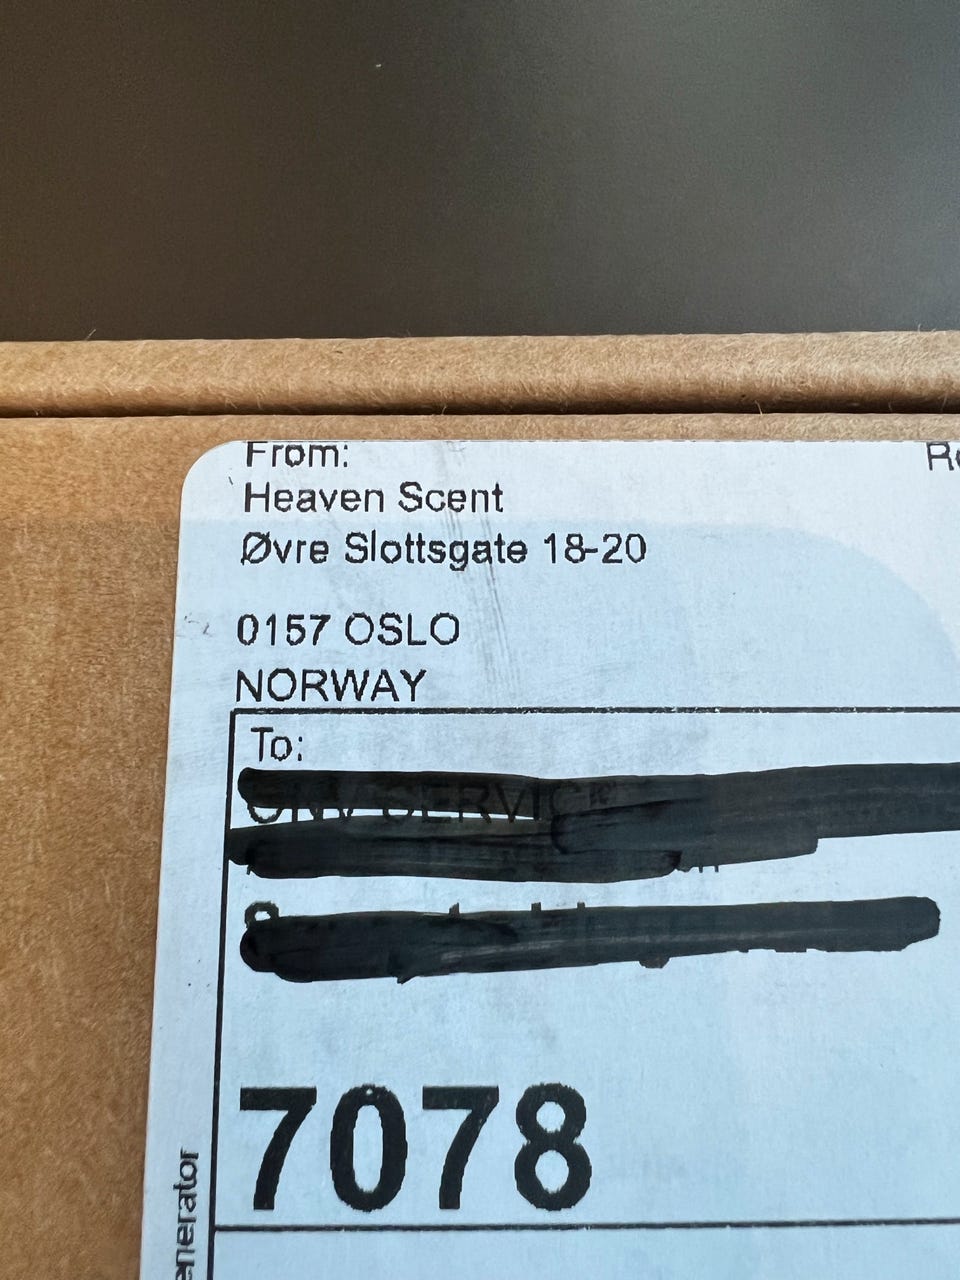 From:
Heaven Scent
Øvre Slottsgate 18-20
0157 OSLO
NORWAY
To:
7078